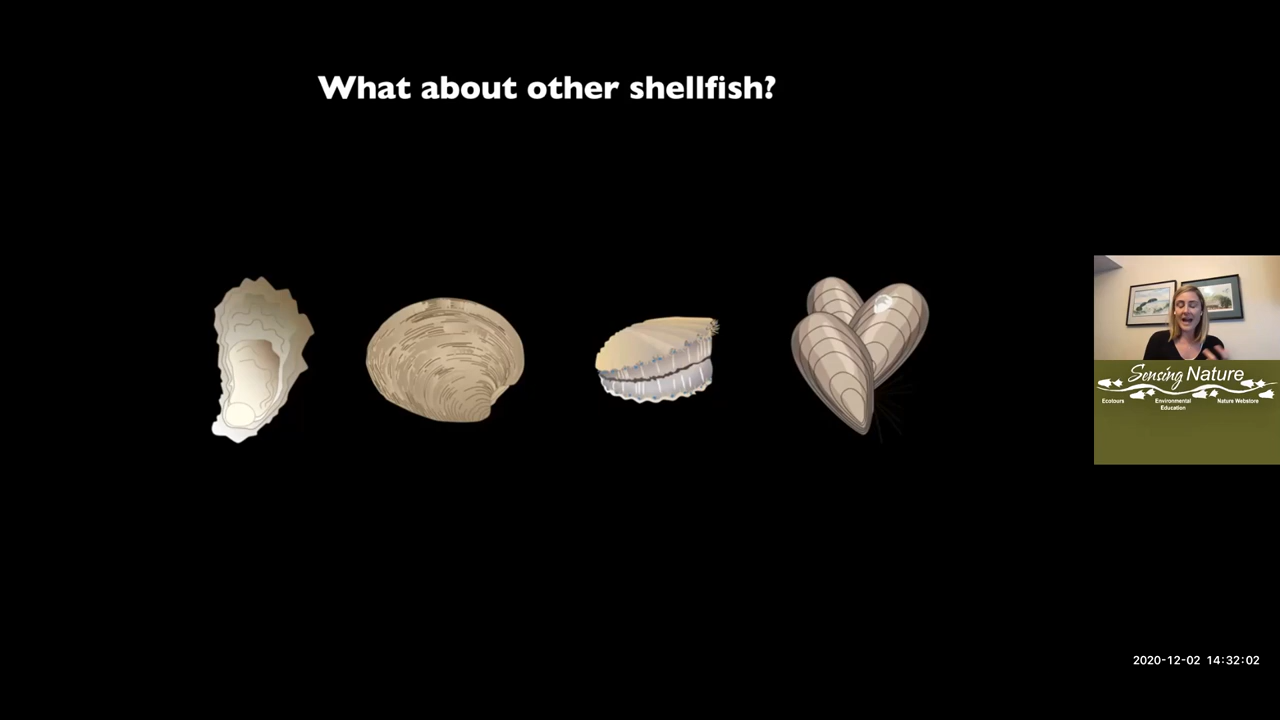 What about other shellfish?
Sensing Nature
Ecotours
Environmental Education
Nature Webstore
2020-12-02 14:32:02